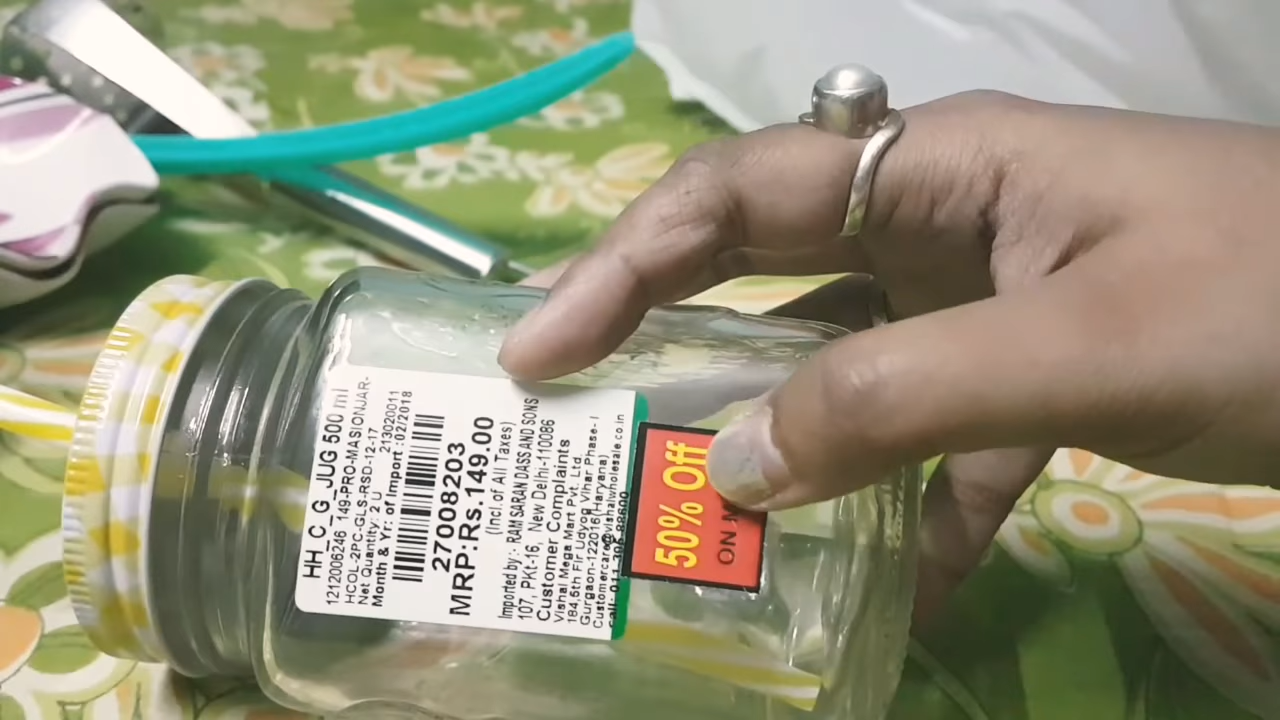 HH_C_G_JUG 500 ml
1212006246 149-PRO-MASIONJAR-
HCOL-2PC-GLS-RSD-12-17
Net Quantity: 2 U 213020011
Month & Yr: of Import :02/2018
27008203
MRP:Rs.149.00
(Incl.of All Taxes)
Imported by:- RAM SARAN DASS AND SONS
107, PKt-16, New Delhi-110086
Customer Complaints
Vishal Mega Mart Pvt. Ltd.
184,5th Flr Udyog Vihar Phase-I
Gurgaon-122016(Haryana)
50% Off
ON